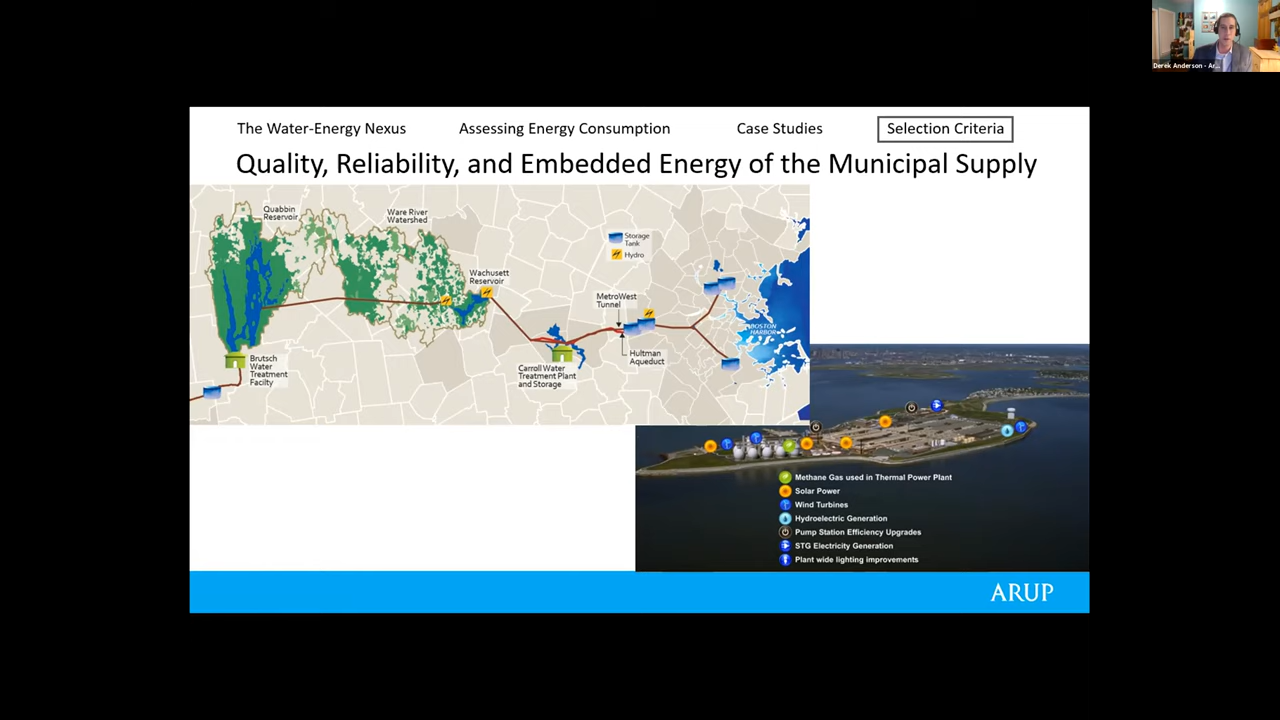 Derek Anderson - Ar...
The Water-Energy Nexus
Assessing Energy Consumption
Case Studies
Selection Criteria
Quality, Reliability, and Embedded Energy of the Municipal Supply
Quabbin
Reservoir
Ware River
Watershed
Storage
Tank
Hydro
Wachusett
Reservoir
MetroWest
Tunnel
BOSTON
HARBOR
Hultman
Aqueduct
Brutsch
Water
Treatment
Facilty
Carroll Water
Treatment Plant
and Storage
Methane Gas used in Thermal Power Plant
Solar Power
Wind Turbines
Hydroelectric Generation
Pump Station Efficiency Upgrades
STG Electricity Generation
Plant wide lighting improvements
ARUP